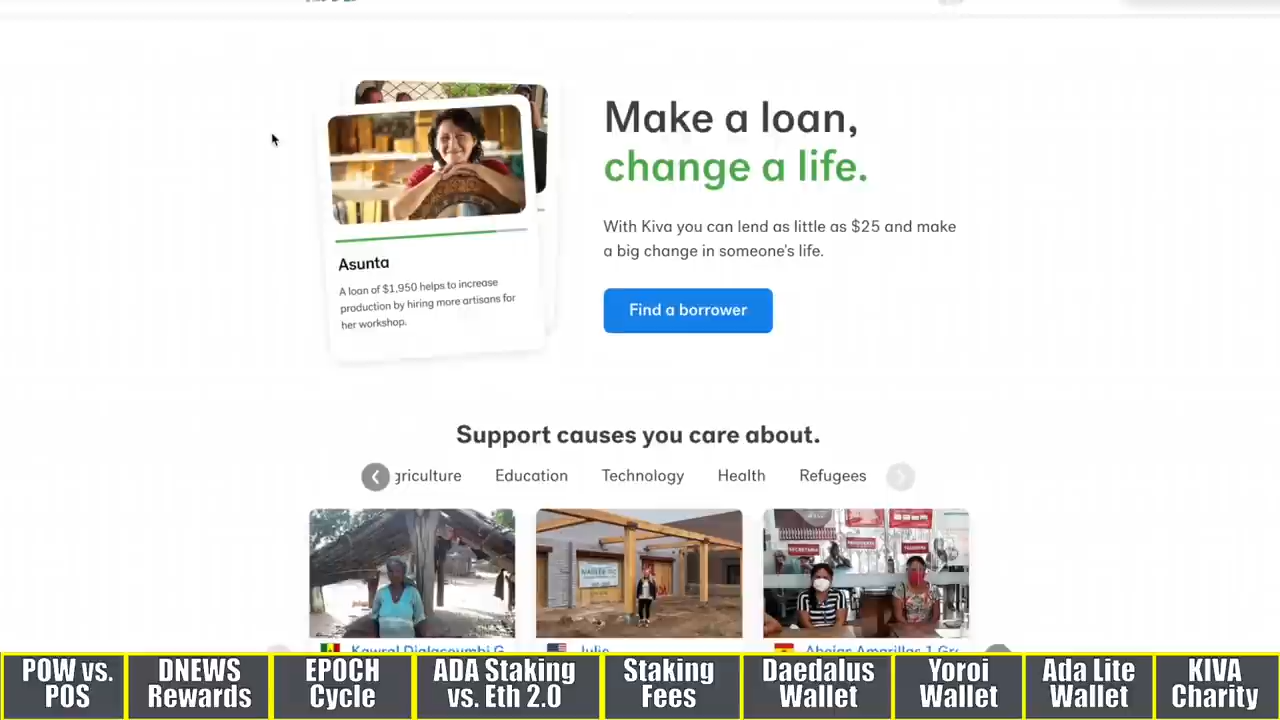 Make a loan,
change a life.
With Kiva you can lend as little as $25 and make
a big change in someone's life.
Find a borrower
Asunta
A loan of $1,950 helps to increase
production by hiring more artisans for
her workshop.
Support causes you care about.
griculture Education Technology Health Refugees
POW vs.
POS
DNEWS
Rewards
EPOCH
Cycle
ADA Staking
vs. Eth 2.0
Staking
Fees
Daedalus
Wallet
Yoroi
Wallet
Ada Lite
Wallet
KIVA
Charity